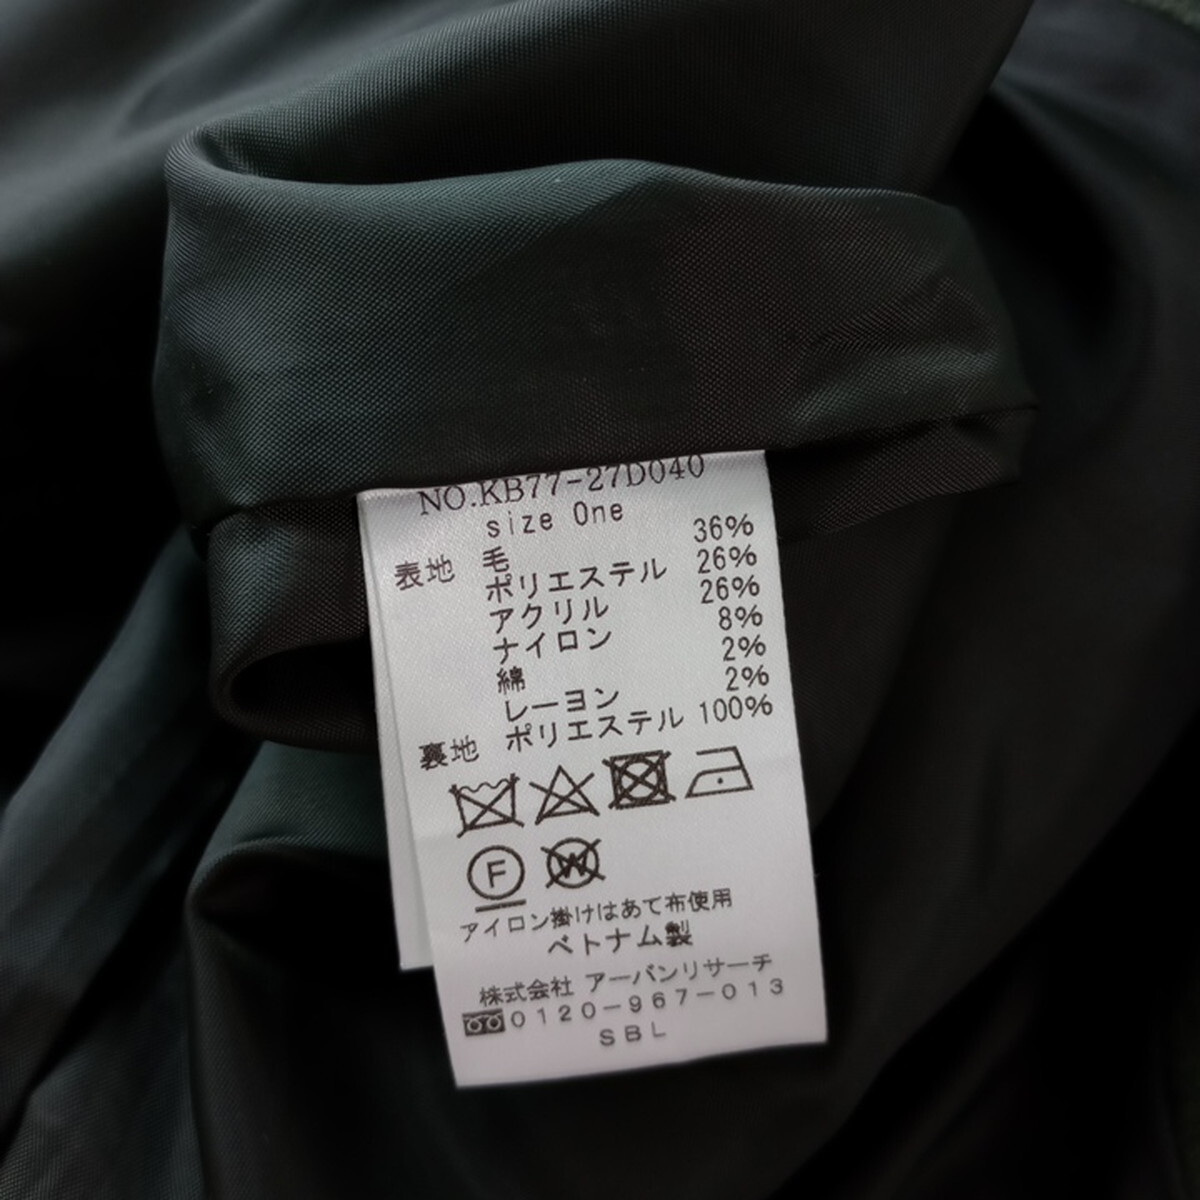 NO.KB77-27D040
size One
表地 毛 36%
ポリエステル 26%
アクリル 26%
ナイロン 8%
綿 2%
レーヨン 2%
裏地 ポリエステル 100%
F W
アイロン掛けはあて布使用
ベトナム製
株式会社 アーバンリサーチ
0120-967-013
SBL